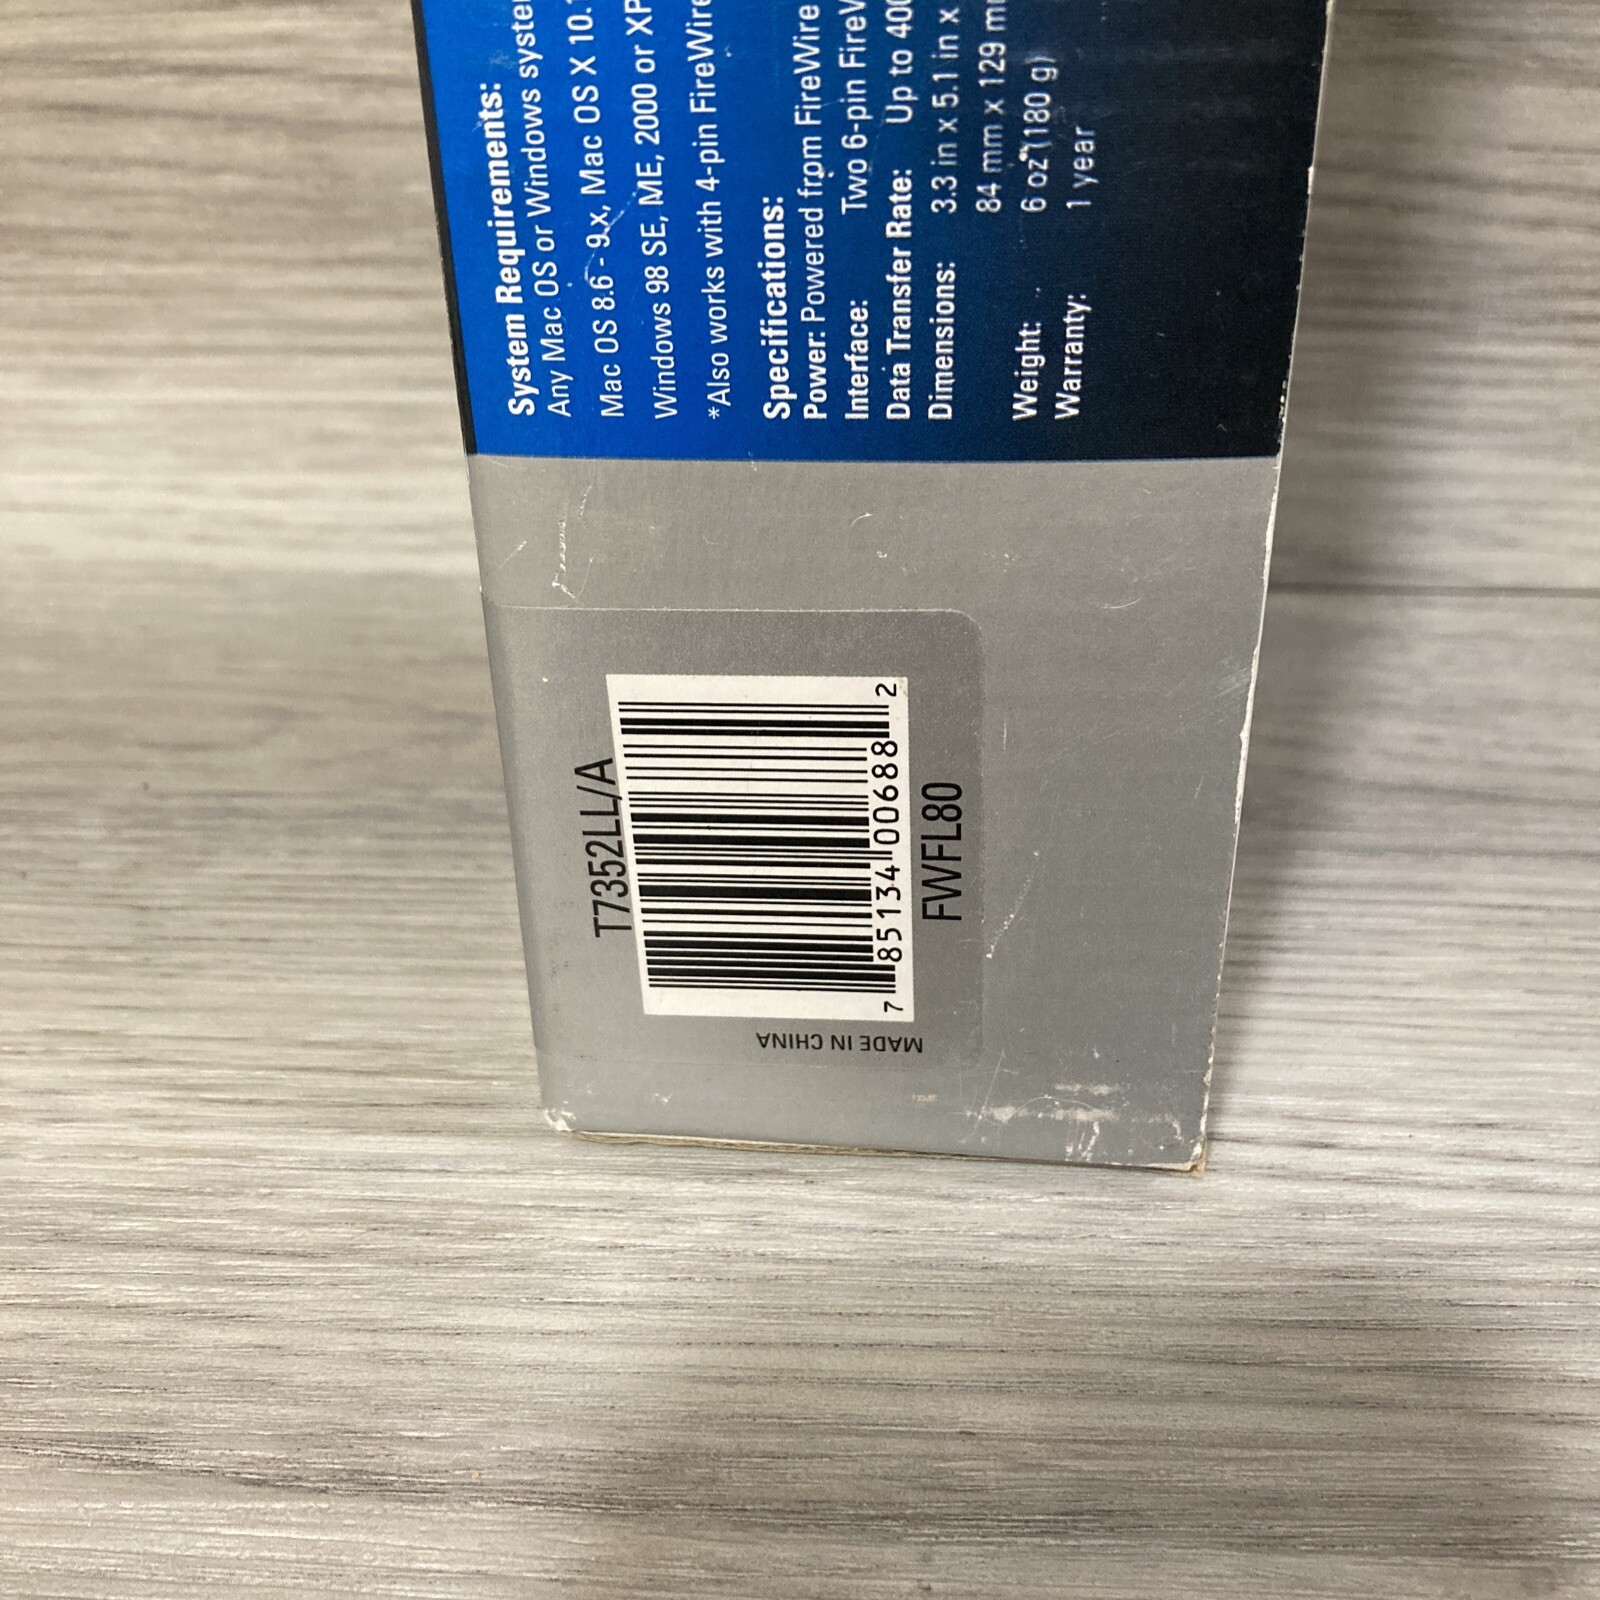 System Requirements:
Any Mac OS or Windows
Mac OS 8.6 - 9.x, Mac OS X 10.1
Windows 98 SE, ME, 2000 or XP
*Also works with 4-pin FireWire
Specifications:
Power: Powered from FireWire
Interface: Two 6-pin
Data Transfer Rate: Up to 400
Dimensions: 3.3 in x 5.1 in x
84 mm x 129 mm
Weight: 6 oz (180 g)
Warranty: 1 year
T7352LL/A
7 85134 00688 2
FWFL80
MADE IN CHINA